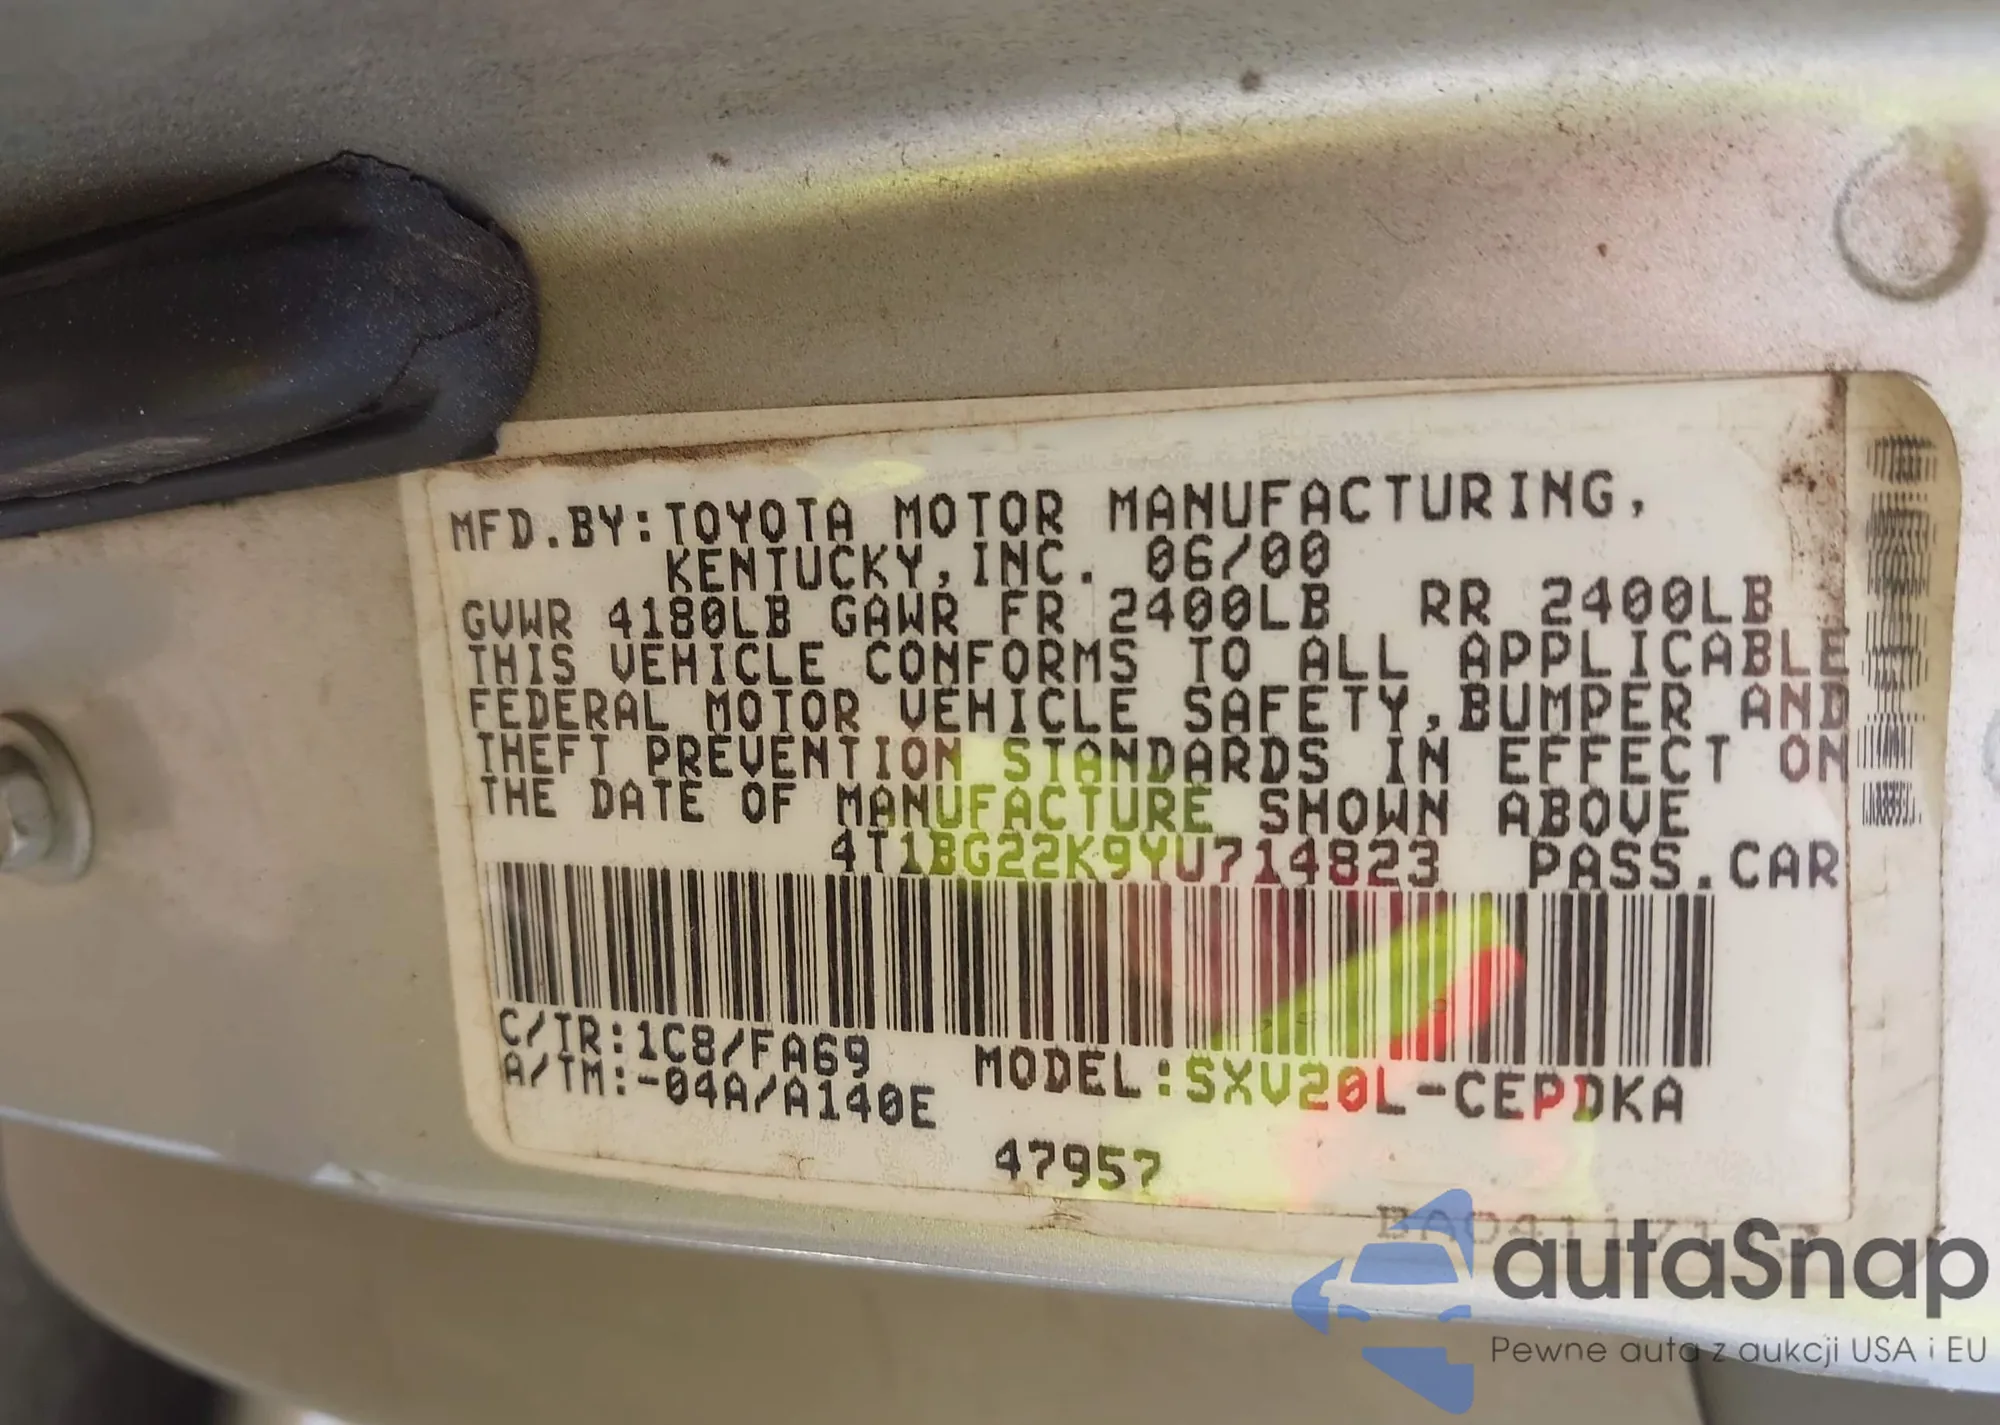 MFD.BY:TOYOTA MOTOR MANUFACTURING,
KENTUCKY,INC. 06/00
GVWR 4180LB GAWR FR 2400LB RR 2400LB
THIS VEHICLE CONFORMS TO ALL APPLICABLE
FEDERAL MOTOR VEHICLE SAFETY,BUMPER AND
THEFT PREVENTION STANDARDS IN EFFECT ON
THE DATE OF MANUFACTURE SHOWN ABOVE
4T1BG22K9YU714823 PASS.CAR
C/TR:1C8/FA69 MODEL:SXV20L-CEPDKA
A/TM:-04A/A140E
47957
autaSnap
Pewne auta z aukcji USA i EU